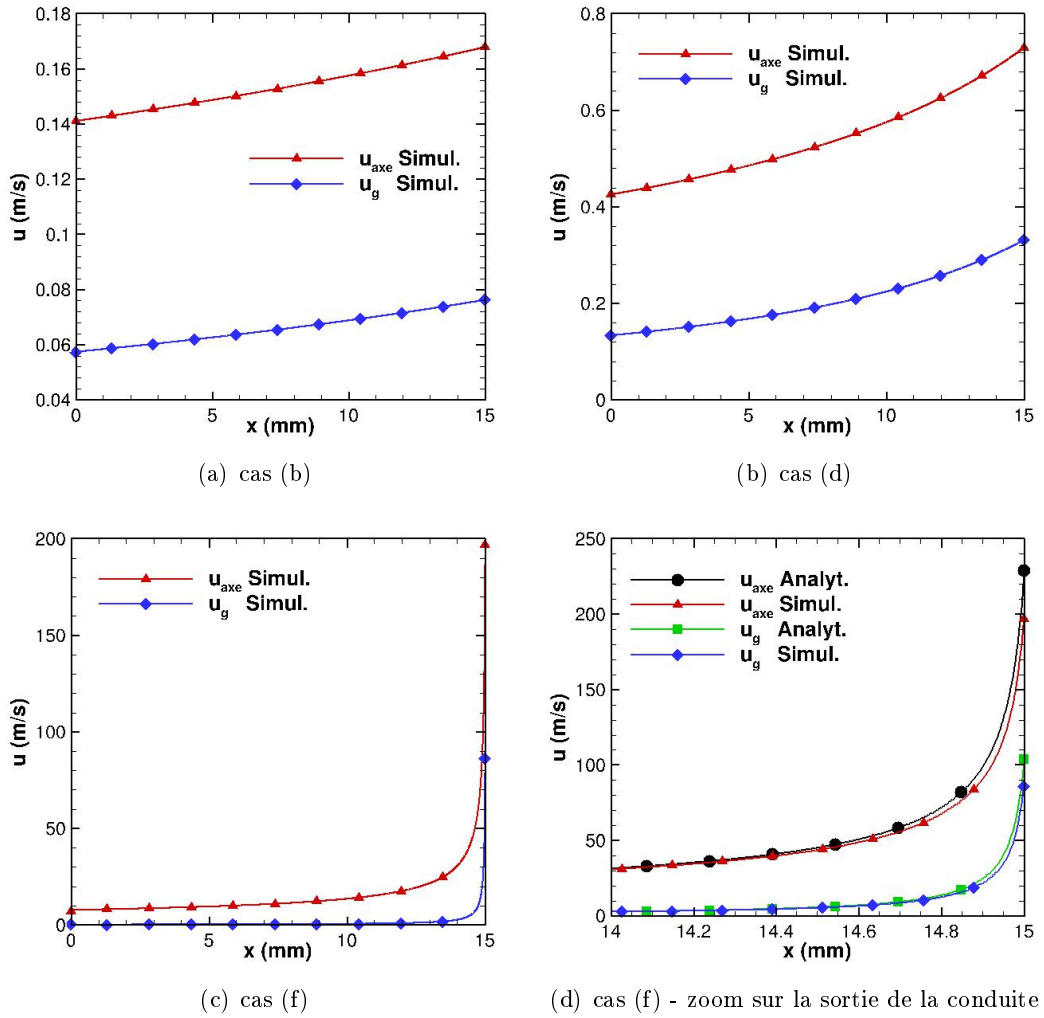 0.18
0.16
0.14
0.12
0.1
0.08
0.06
0.04
u (m/s)
u_axe Simul.
u_g Simul.
0 5 10 15
x (mm)
(a) cas (b)
0.8
0.6
0.4
0.2
0
u (m/s)
u_axe Simul.
u_g Simul.
0 5 10 15
x (mm)
(b) cas (d)
200
150
100
50
0
u (m/s)
u_axe Simul.
u_g Simul.
0 5 10 15
x (mm)
(c) cas (f)
250
200
150
100
50
0
u (m/s)
u_axe Analyt.
u_axe Simul.
u_g Analyt.
u_g Simul.
14 14.2 14.4 14.6 14.8 15
x (mm)
(d) cas (f) - zoom sur la sortie de la conduite